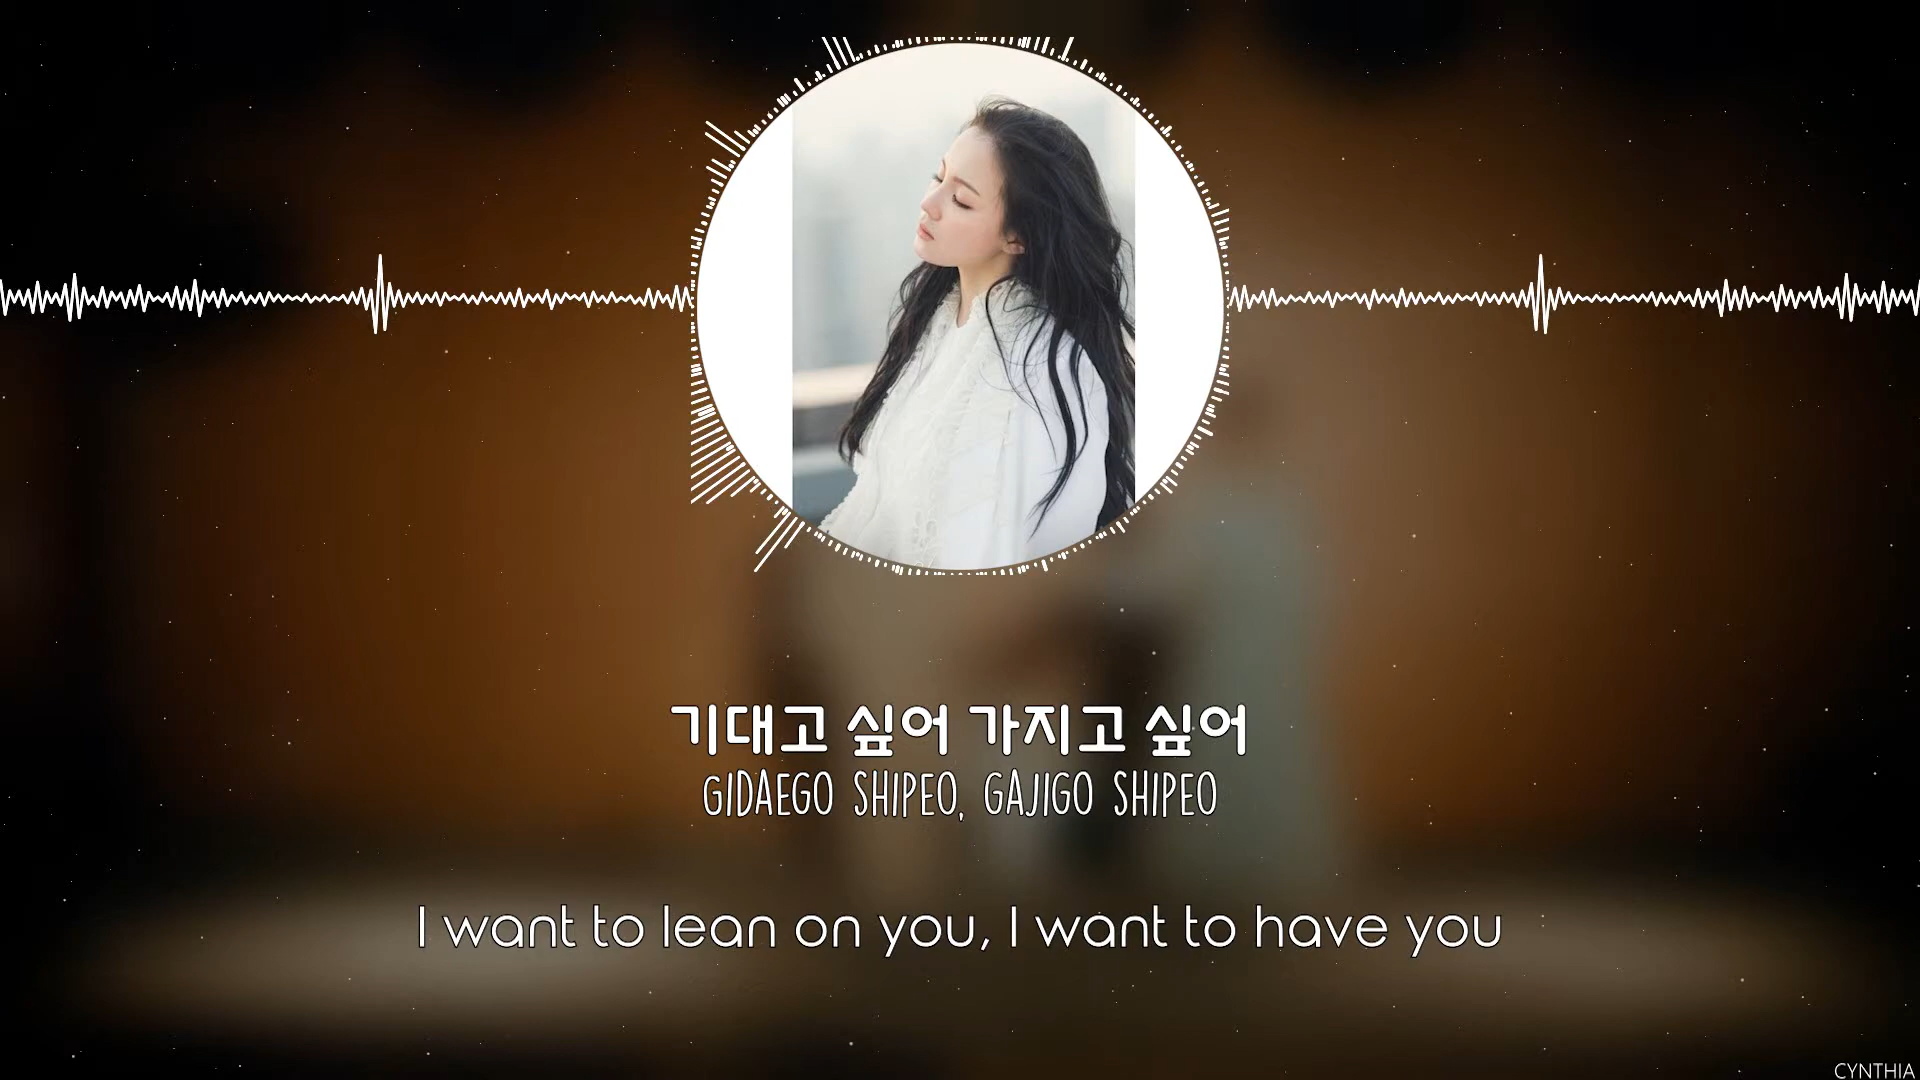 기대고 싶어 가지고 싶어
GIDAEGO SHIPEO, GAJIGO SHIPEO
I want to lean on you, I want to have you
CYNTHIA